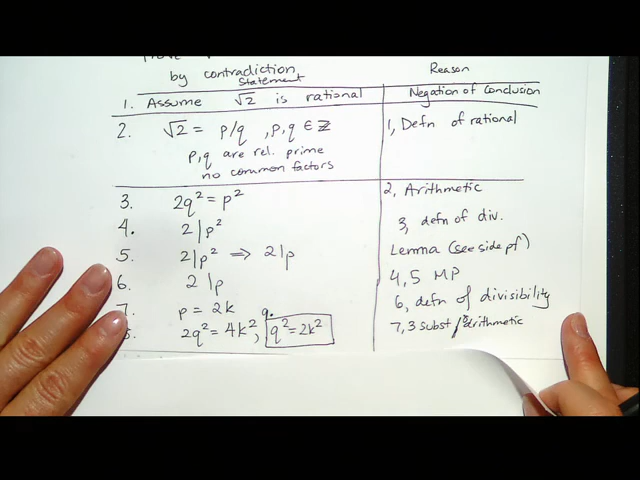 Prove
by contradiction
Statement
Reason
1. Assume √2 is rational
Negation of Conclusion
2. √2 = p/q , p,q ∈ ℤ
1, Defn of rational
p,q are rel. prime
no common factors
3. 2q² = p²
2, Arithmetic
4. 2|p²
3, defn of div.
5. 2|p² ⟹ 2|p
Lemma (see side pf)
6. 2|p
4,5 MP
7. p = 2k
6, defn of divisibility
8. 2q² = 4k², q² = 2k²
7,3 subst / arithmetic